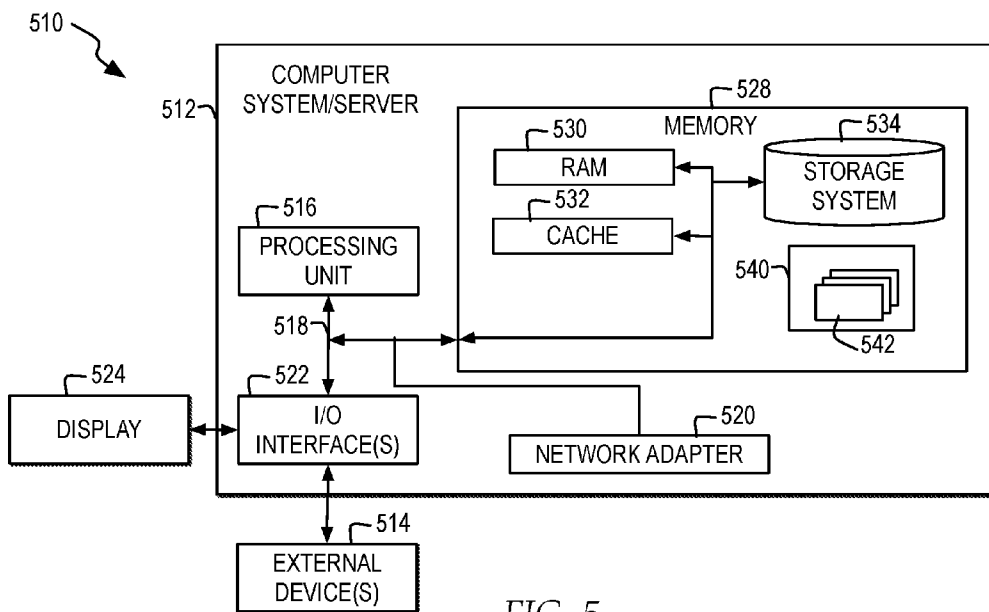 510
COMPUTER
SYSTEM/SERVER
512
528
MEMORY
530
RAM
534
STORAGE
SYSTEM
532
CACHE
516
PROCESSING
UNIT
540
542
518
524
DISPLAY
522
I/O
INTERFACE(S)
520
NETWORK ADAPTER
514
EXTERNAL
DEVICE(S)
FIG. 5